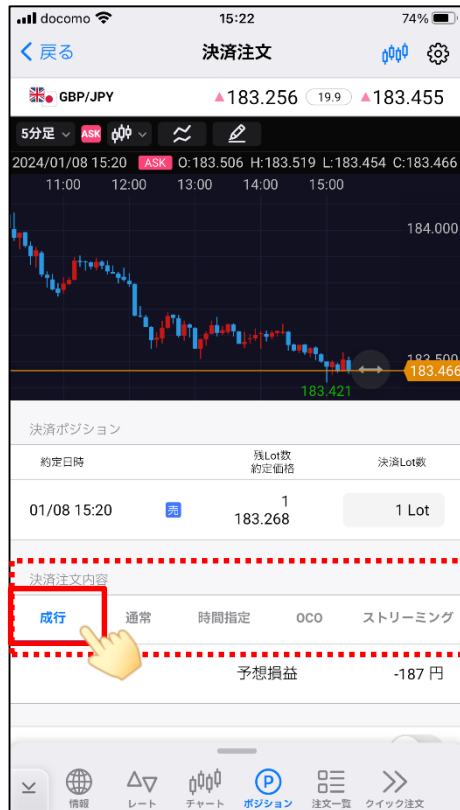 docomo 15:22 74%
戻る 決済注文
GBP/JPY ▲183.256 19.9 ▲183.455
5分足 ASK
2024/01/08 15:20 ASK O:183.506 H:183.519 L:183.454 C:183.466
11:00 12:00 13:00 14:00 15:00
184.000
183.500
183.466
183.421
決済ポジション
約定日時 残Lot数 決済Lot数
約定価格
01/08 15:20 売 1 1 Lot
183.268
決済注文内容
成行 通常 時間指定 OCO ストリーミング
予想損益 -187 円
情報 レート チャート P ポジション 注文一覧 クイック注文